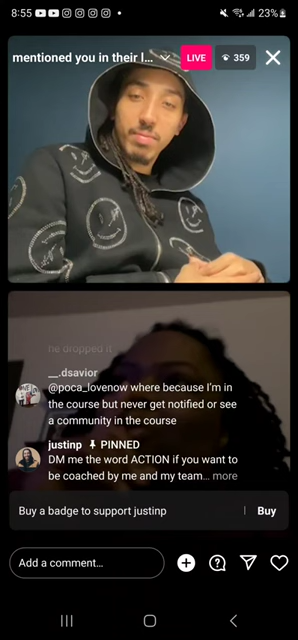 8:55
23%
mentioned you in their l...
LIVE
359
he dropped it
__.dsavior
@poca_lovenow where because I'm in
the course but never get notified or see
a community in the course
justinp PINNED
DM me the word ACTION if you want to
be coached by me and my team... more
Buy a badge to support justinp
Buy
Add a comment...